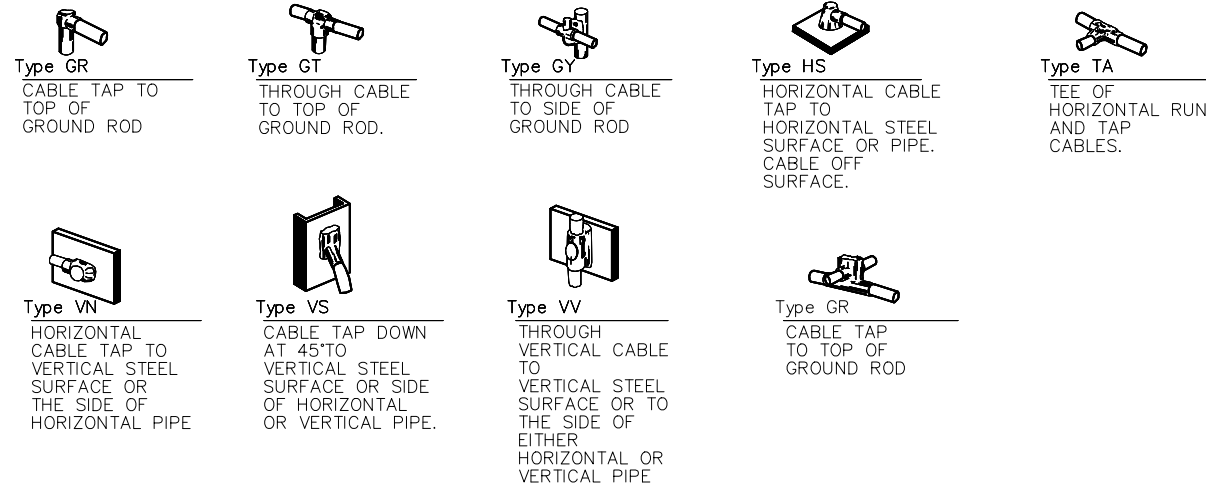 Type GR
CABLE TAP TO
TOP OF
GROUND ROD
Type GT
THROUGH CABLE
TO TOP OF
GROUND ROD.
Type GY
THROUGH CABLE
TO SIDE OF
GROUND ROD
Type HS
HORIZONTAL CABLE
TAP TO
HORIZONTAL STEEL
SURFACE OR PIPE.
CABLE OFF
SURFACE.
Type TA
TEE OF
HORIZONTAL RUN
AND TAP
CABLES.
Type VN
HORIZONTAL
CABLE TAP TO
VERTICAL STEEL
SURFACE OR
THE SIDE OF
HORIZONTAL PIPE
Type VS
CABLE TAP DOWN
AT 45°TO
VERTICAL STEEL
SURFACE OR SIDE
OF HORIZONTAL
OR VERTICAL PIPE.
Type VV
THROUGH
VERTICAL CABLE
TO
VERTICAL STEEL
SURFACE OR TO
THE SIDE OF
EITHER
HORIZONTAL OR
VERTICAL PIPE
Type GR
CABLE TAP
TO TOP OF
GROUND ROD